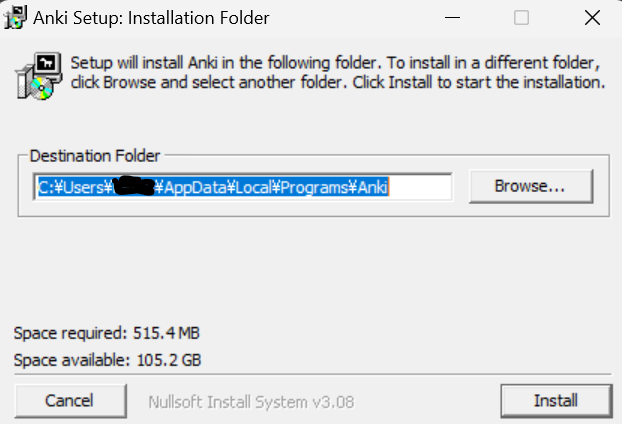 Anki Setup: Installation Folder
Setup will install Anki in the following folder. To install in a different folder,
click Browse and select another folder. Click Install to start the installation.
Destination Folder
C:¥Users¥ ¥AppData¥Local¥Programs¥Anki
Browse...
Space required: 515.4 MB
Space available: 105.2 GB
Cancel
Nullsoft Install System v3.08
Install